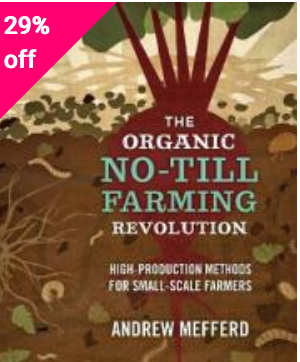 29%
off
THE
ORGANIC
NO-TILL
FARMING
REVOLUTION
HIGH-PRODUCTION METHODS
FOR SMALL-SCALE FARMERS
ANDREW MEFFERD